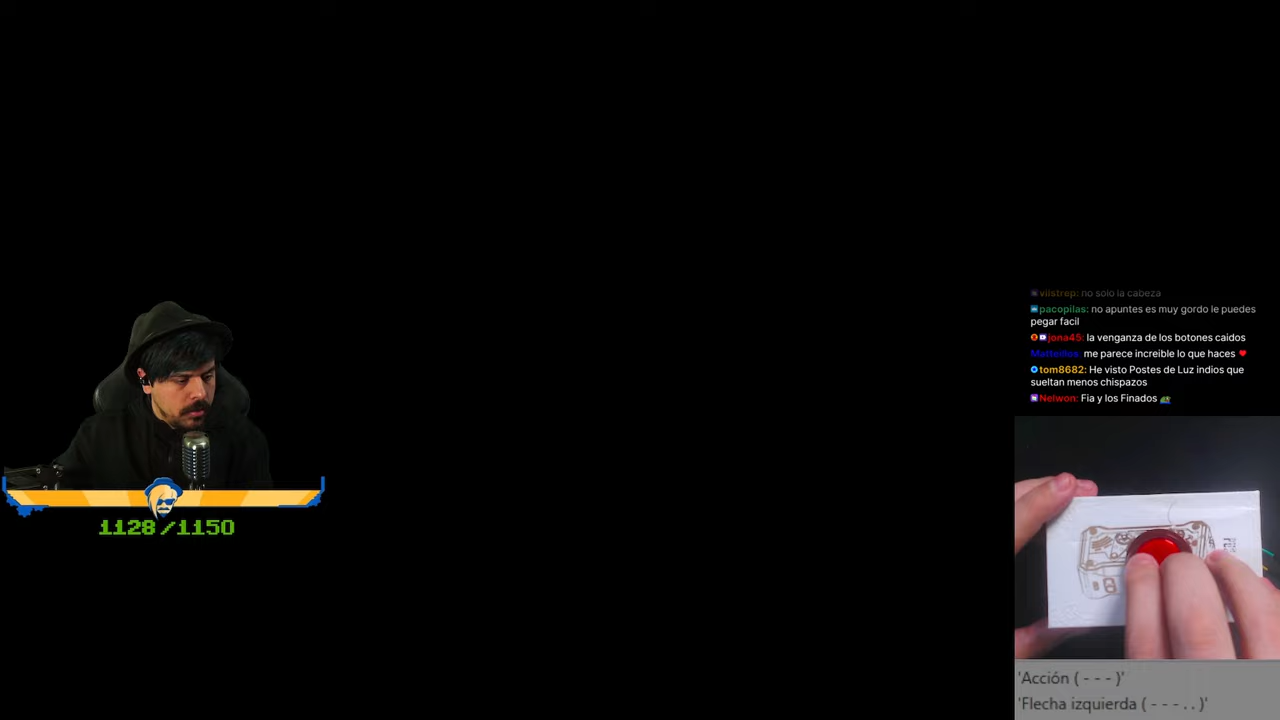 vilstrop: no solo la cabeza
pacopilas: no apuntes es muy gordo le puedes
pegar facil
jona45: la venganza de los botones caidos
Matteillos: me parece increible lo que haces
tom8682: He visto Postes de Luz indios que
sueltan menos chispazos
Nelwon: Fia y los Finados
1128/1150
'Acción ( - - - )'
'Flecha izquierda ( - - - . . )'